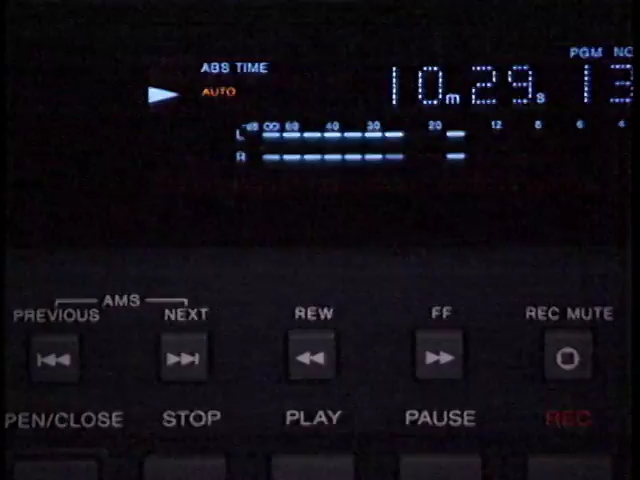 PGM NO
ABS TIME
AUTO
10m29s 13
-dB ∞ 60 40 30 20 12 8 6 4
L
R
AMS
PREVIOUS NEXT REW FF REC MUTE
PEN/CLOSE STOP PLAY PAUSE REC